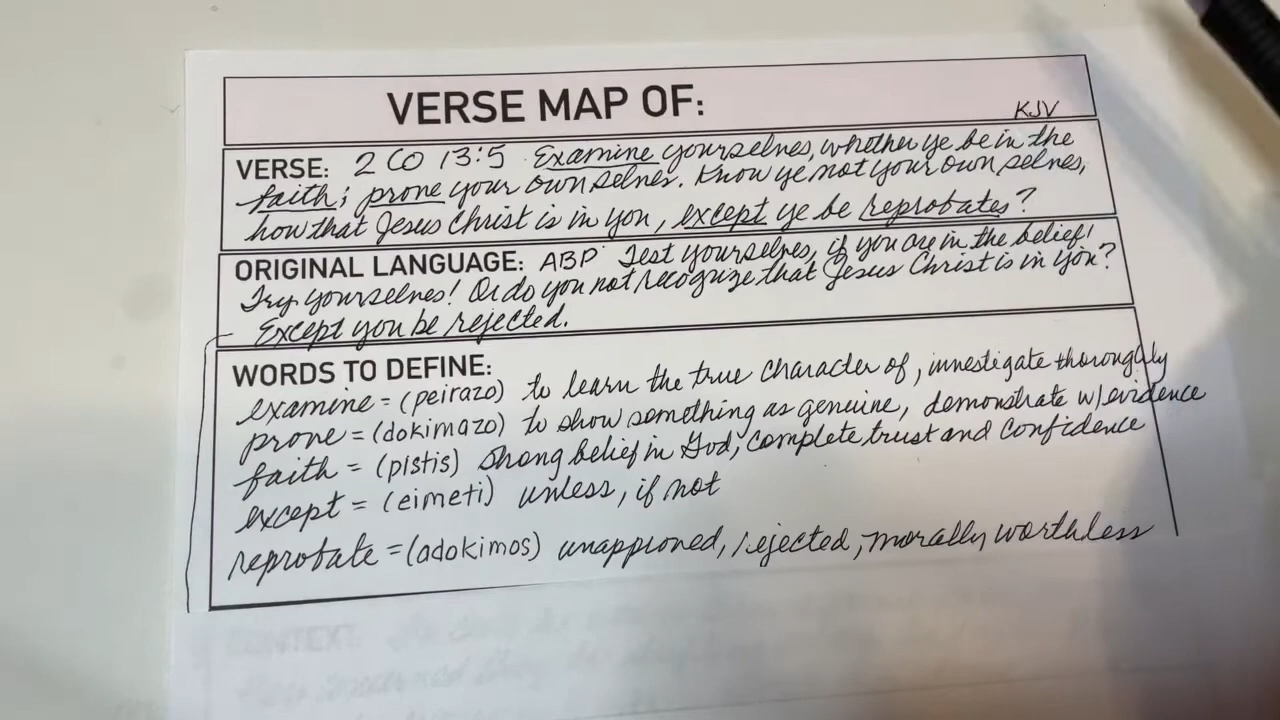 VERSE MAP OF:
KJV
VERSE: 2 CO 13:5 Examine yourselves, whether ye be in the
faith; prove your own selves. Know ye not your own selves,
how that Jesus Christ is in you, except ye be reprobates?
ORIGINAL LANGUAGE: ABP Test yourselves, if you are in the belief!
Try yourselves! Or do you not recognize that Jesus Christ is in you?
Except you be rejected.
WORDS TO DEFINE:
examine = (peirazo) to learn the true character of, investigate thoroughly
prove = (dokimazo) to show something as genuine, demonstrate w/evidence
faith = (pistis) strong belief in God, complete trust and confidence
except = (eimeti) unless, if not
reprobate = (adokimos) unapproved, rejected, morally worthless
CONTEXT: